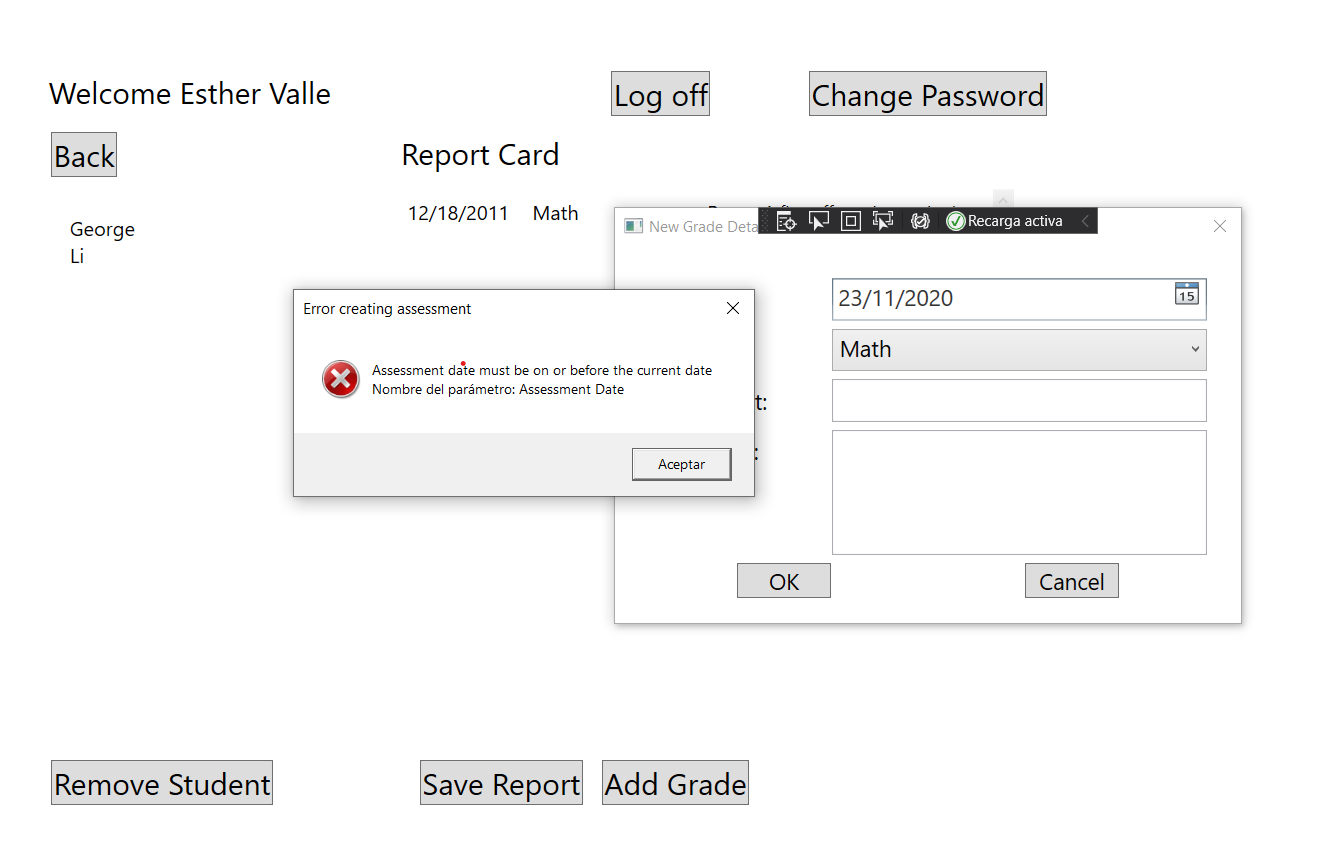 Welcome Esther Valle
Log off
Change Password
Back
Report Card
12/18/2011 Math
George
Li
New Grade Deta
Recarga activa
23/11/2020
15
Math
t:
:
Error creating assessment
Assessment date must be on or before the current date
Nombre del parámetro: Assessment Date
Aceptar
OK
Cancel
Remove Student
Save Report
Add Grade